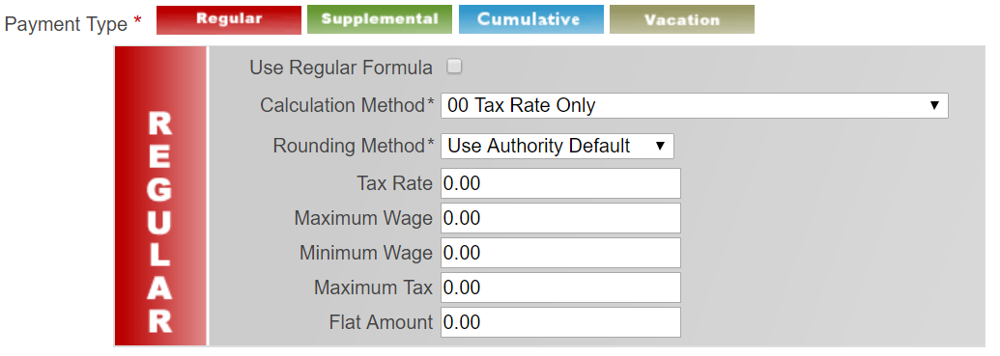 Payment Type * Regular Supplemental Cumulative Vacation
REGULAR
Use Regular Formula
Calculation Method* 00 Tax Rate Only
Rounding Method* Use Authority Default
Tax Rate 0.00
Maximum Wage 0.00
Minimum Wage 0.00
Maximum Tax 0.00
Flat Amount 0.00